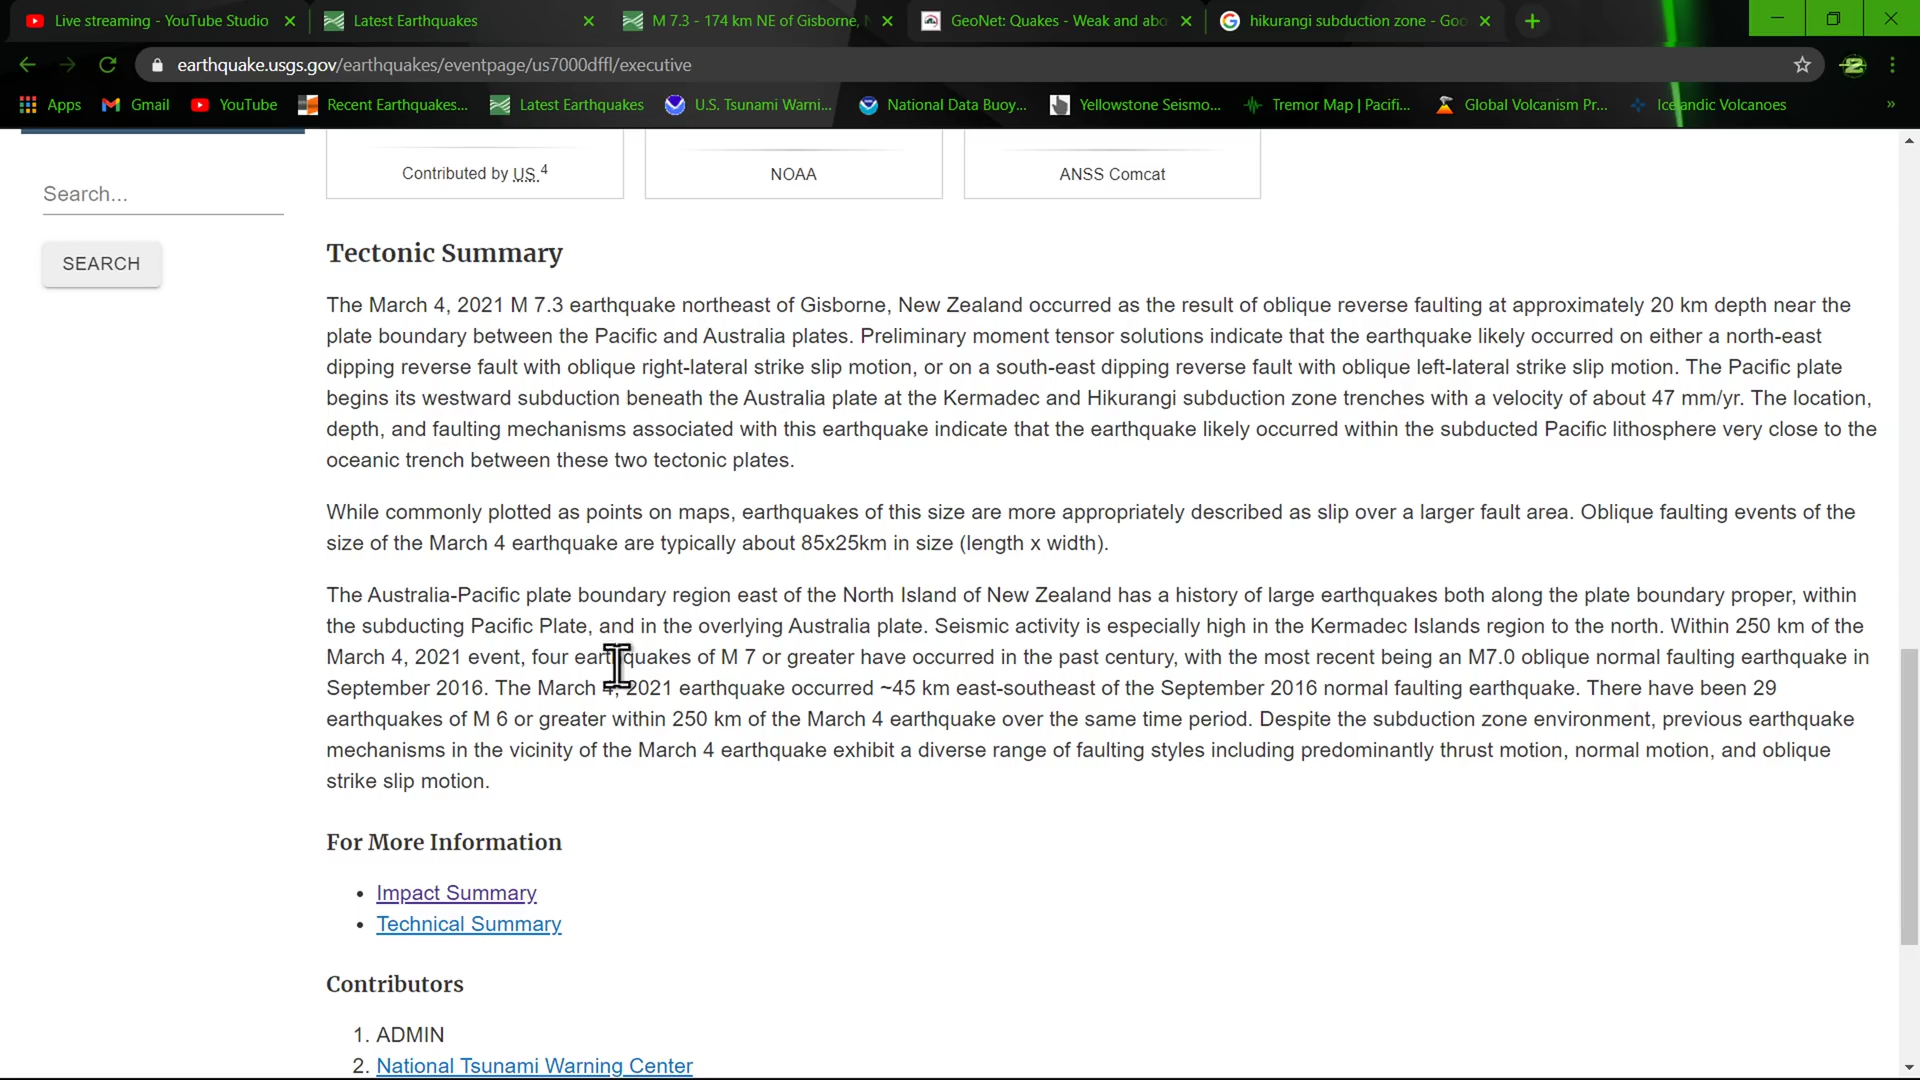 Live streaming - YouTube Studio
Latest Earthquakes
M 7.3 - 174 km NE of Gisborne, N
GeoNet: Quakes - Weak and abo
hikurangi subduction zone - Goo
earthquake.usgs.gov/earthquakes/eventpage/us7000dffl/executive
Apps
Gmail
YouTube
Recent Earthquakes...
Latest Earthquakes
U.S. Tsunami Warni...
National Data Buoy...
Yellowstone Seismo...
Tremor Map | Pacifi...
Global Volcanism Pr...
Icelandic Volcanoes
»
Contributed by US 4
NOAA
ANSS Comcat
Search...
SEARCH
Tectonic Summary
The March 4, 2021 M 7.3 earthquake northeast of Gisborne, New Zealand occurred as the result of oblique reverse faulting at approximately 20 km depth near the
plate boundary between the Pacific and Australia plates. Preliminary moment tensor solutions indicate that the earthquake likely occurred on either a north-east
dipping reverse fault with oblique right-lateral strike slip motion, or on a south-east dipping reverse fault with oblique left-lateral strike slip motion. The Pacific plate
begins its westward subduction beneath the Australia plate at the Kermadec and Hikurangi subduction zone trenches with a velocity of about 47 mm/yr. The location,
depth, and faulting mechanisms associated with this earthquake indicate that the earthquake likely occurred within the subducted Pacific lithosphere very close to the
oceanic trench between these two tectonic plates.
While commonly plotted as points on maps, earthquakes of this size are more appropriately described as slip over a larger fault area. Oblique faulting events of the
size of the March 4 earthquake are typically about 85x25km in size (length x width).
The Australia-Pacific plate boundary region east of the North Island of New Zealand has a history of large earthquakes both along the plate boundary proper, within
the subducting Pacific Plate, and in the overlying Australia plate. Seismic activity is especially high in the Kermadec Islands region to the north. Within 250 km of the
March 4, 2021 event, four earthquakes of M 7 or greater have occurred in the past century, with the most recent being an M7.0 oblique normal faulting earthquake in
September 2016. The March 4, 2021 earthquake occurred ~45 km east-southeast of the September 2016 normal faulting earthquake. There have been 29
earthquakes of M 6 or greater within 250 km of the March 4 earthquake over the same time period. Despite the subduction zone environment, previous earthquake
mechanisms in the vicinity of the March 4 earthquake exhibit a diverse range of faulting styles including predominantly thrust motion, normal motion, and oblique
strike slip motion.
For More Information
• Impact Summary
• Technical Summary
Contributors
1. ADMIN
2. National Tsunami Warning Center